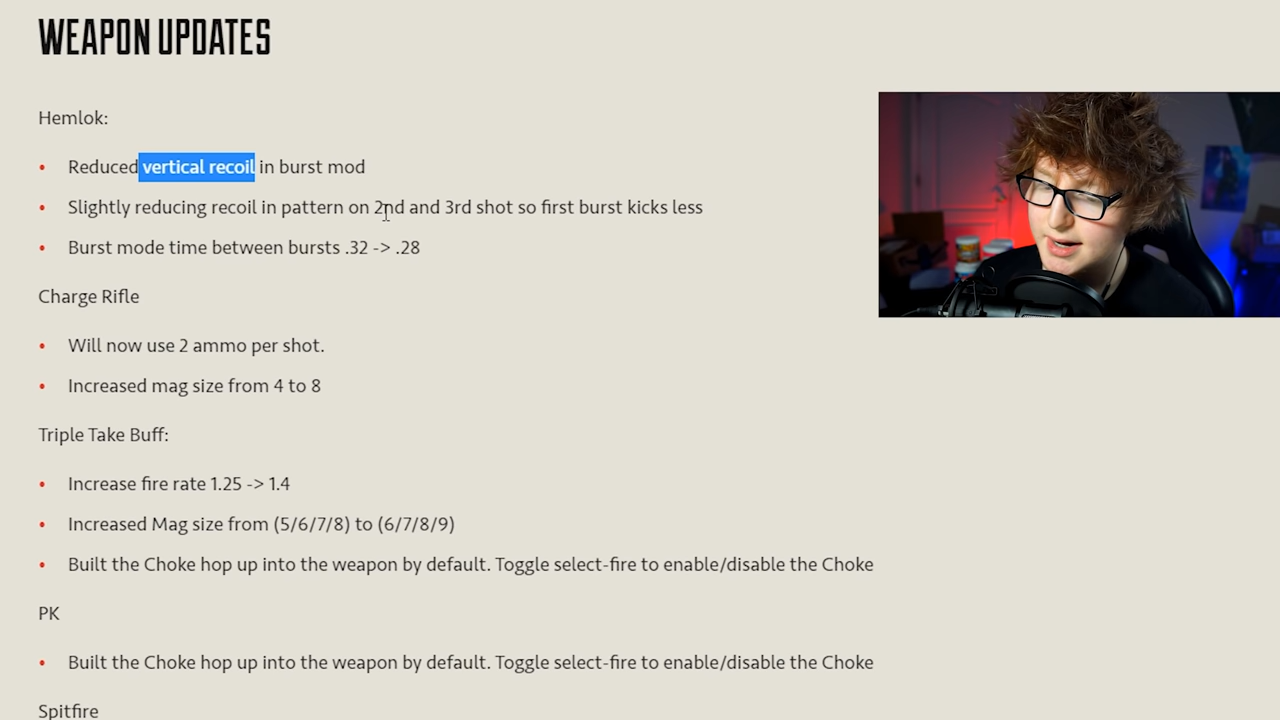 WEAPON UPDATES
Hemlok:
• Reduced vertical recoil in burst mod
• Slightly reducing recoil in pattern on 2nd and 3rd shot so first burst kicks less
• Burst mode time between bursts .32 -> .28
Charge Rifle
• Will now use 2 ammo per shot.
• Increased mag size from 4 to 8
Triple Take Buff:
• Increase fire rate 1.25 -> 1.4
• Increased Mag size from (5/6/7/8) to (6/7/8/9)
• Built the Choke hop up into the weapon by default. Toggle select-fire to enable/disable the Choke
PK
• Built the Choke hop up into the weapon by default. Toggle select-fire to enable/disable the Choke
Spitfire